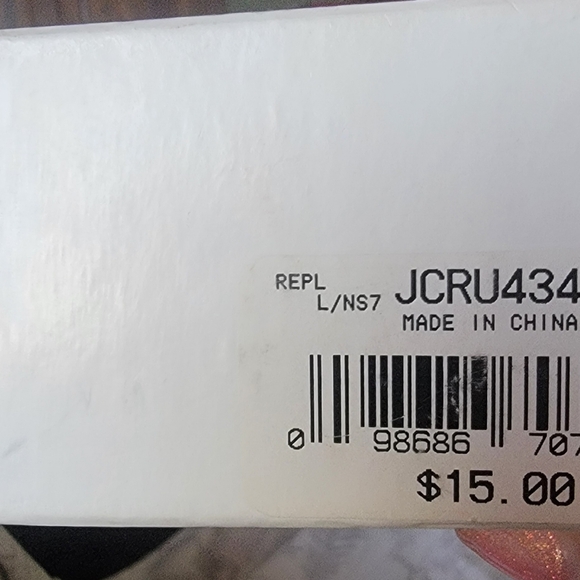 REPL
L/NS7 JCRU434
MADE IN CHINA
0 98686 707
$15.00